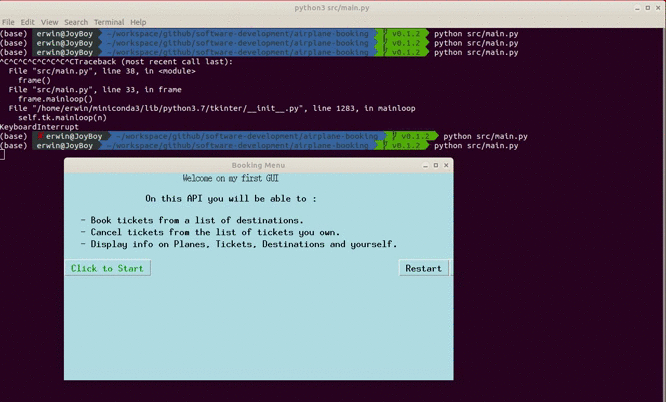 python3 src/main.py
File Edit View Search Terminal Help
(base) erwin@JoyBoy ~/workspace/github/software-development/airplane-booking v0.1.2 python src/main.py
(base) erwin@JoyBoy ~/workspace/github/software-development/airplane-booking v0.1.2 python src/main.py
(base) erwin@JoyBoy ~/workspace/github/software-development/airplane-booking v0.1.2 python src/main.py
^C^C^C^C^C^C^C^C^CTraceback (most recent call last):
File "src/main.py", line 38, in <module>
frame()
File "src/main.py", line 33, in frame
frame.mainloop()
File "/home/erwin/miniconda3/lib/python3.7/tkinter/__init__.py", line 1283, in mainloop
self.tk.mainloop(n)
KeyboardInterrupt
(base) erwin@JoyBoy ~/workspace/github/software-development/airplane-booking v0.1.2 python src/main.py
(base) erwin@JoyBoy ~/workspace/github/software-development/airplane-booking v0.1.2 python src/main.py
Booking Menu
Welcome on my first GUI
On this API you will be able to :
- Book tickets from a list of destinations.
- Cancel tickets from the list of tickets you own.
- Display info on Planes, Tickets, Destinations and yourself.
Click to Start
Restart